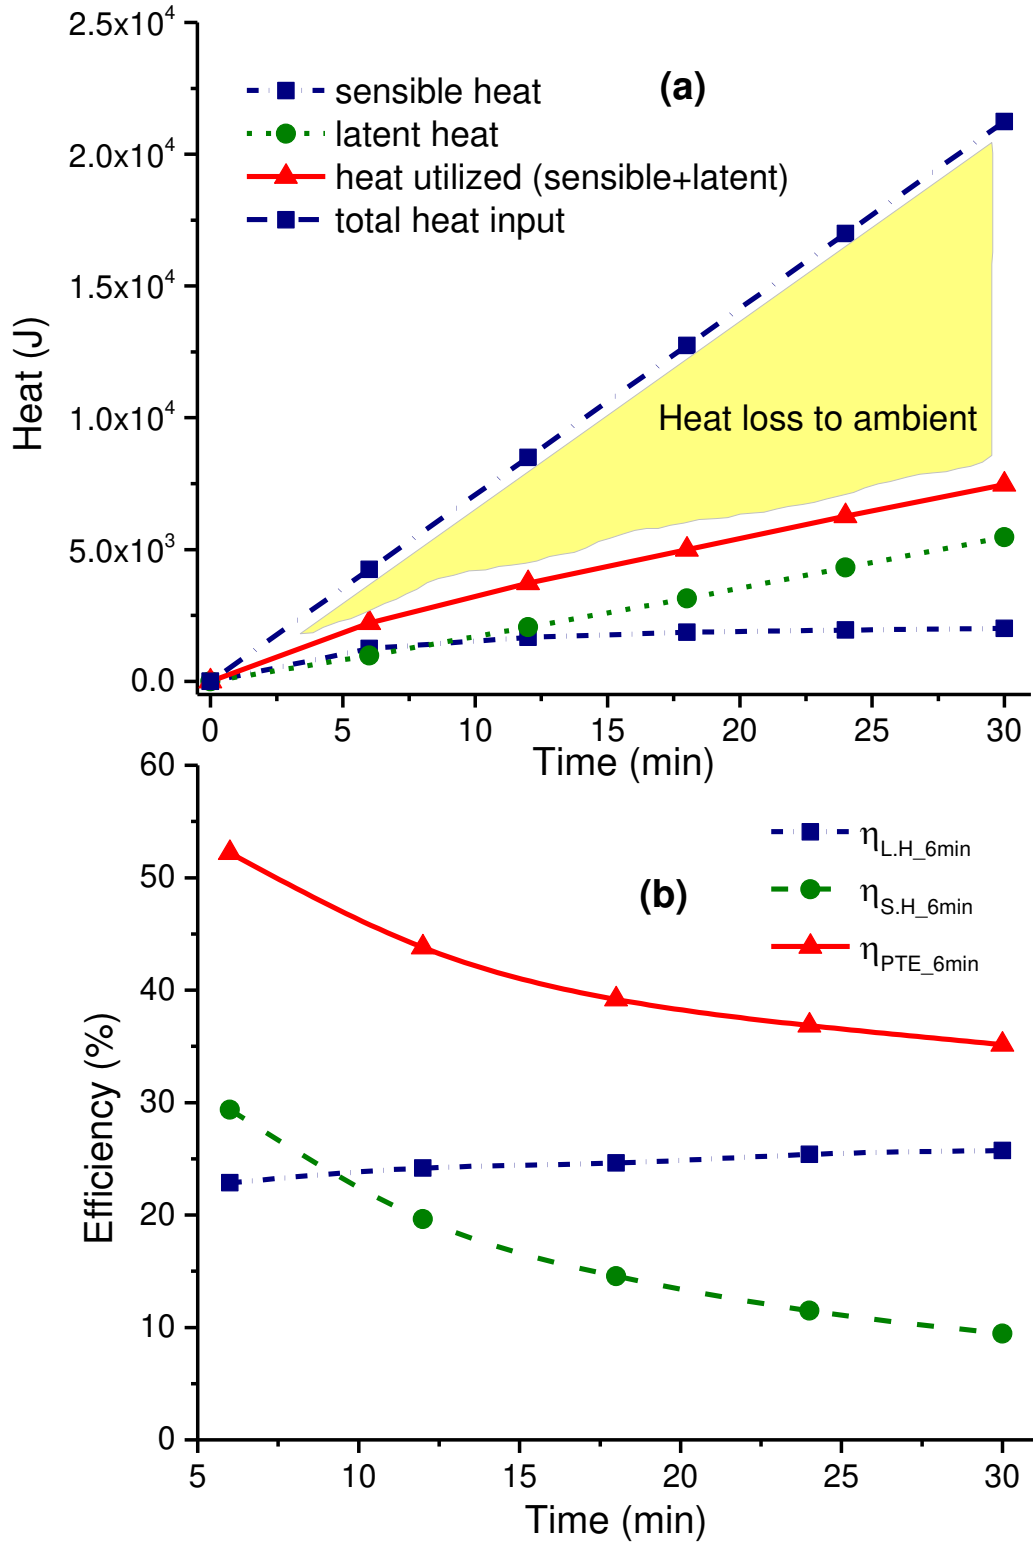 2.5x10⁴
2.0x10⁴
1.5x10⁴
1.0x10⁴
5.0x10³
0.0
Heat (J)
sensible heat
latent heat
heat utilized (sensible+latent)
total heat input
(a)
Heat loss to ambient
0 5 10 15 20 25 30
Time (min)
60
50
40
30
20
10
0
Efficiency (%)
η_L.H_6min
η_S.H_6min
η_PTE_6min
(b)
5 10 15 20 25 30
Time (min)